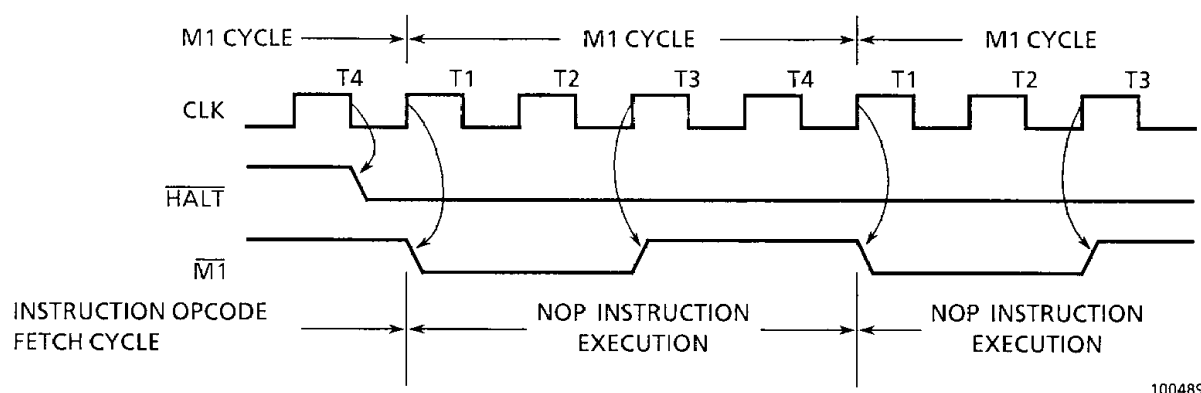 M1 CYCLE M1 CYCLE M1 CYCLE
T4 T1 T2 T3 T4 T1 T2 T3
CLK
HALT
M1
INSTRUCTION OPCODE
FETCH CYCLE
NOP INSTRUCTION
EXECUTION
NOP INSTRUCTION
EXECUTION
100489